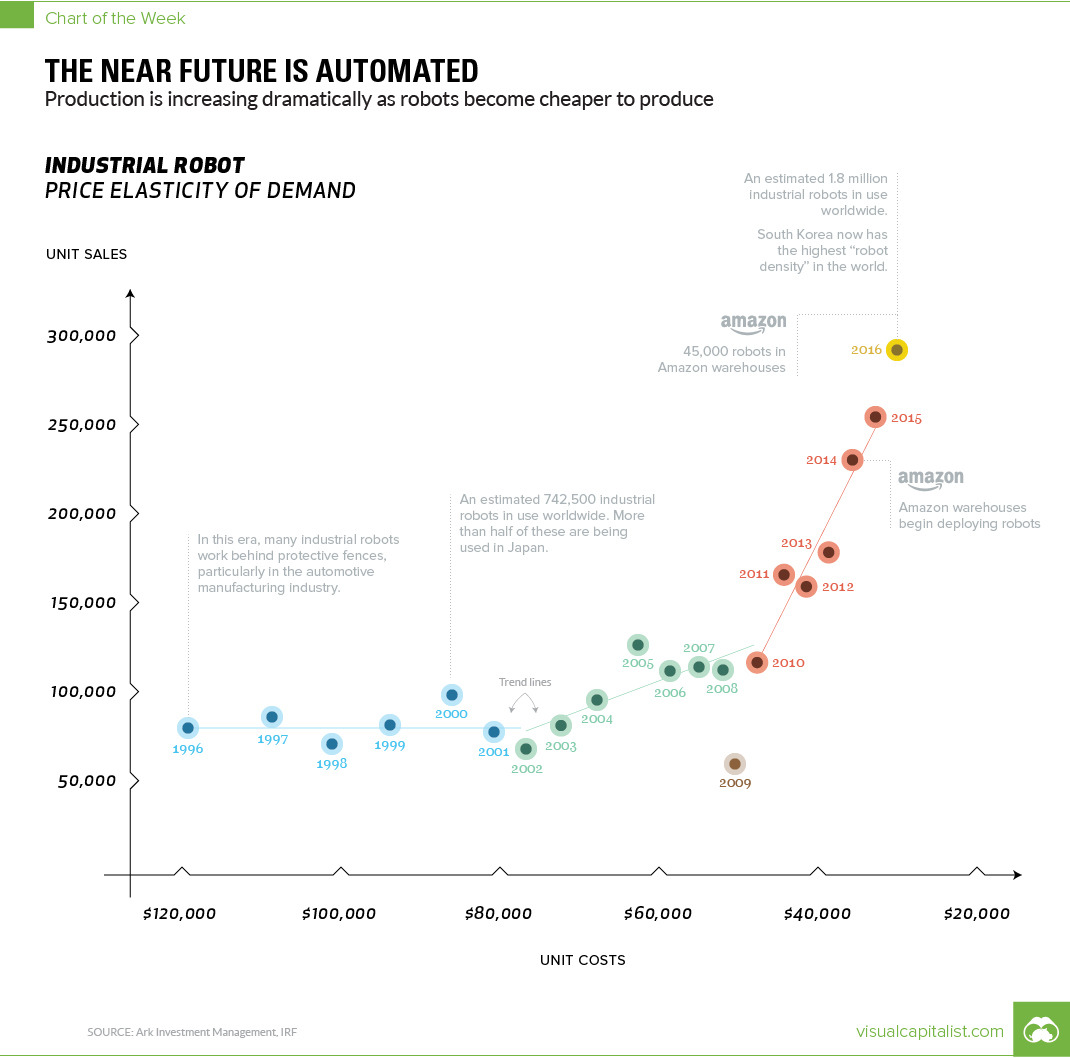 Chart of the Week
THE NEAR FUTURE IS AUTOMATED
Production is increasing dramatically as robots become cheaper to produce
INDUSTRIAL ROBOT
PRICE ELASTICITY OF DEMAND
An estimated 1.8 million
industrial robots in use
worldwide.
South Korea now has
the highest “robot
density” in the world.
UNIT SALES
300,000
250,000
200,000
150,000
100,000
50,000
amazon
45,000 robots in
Amazon warehouses
2016
2015
2014
amazon
Amazon warehouses
begin deploying robots
An estimated 742,500 industrial
robots in use worldwide. More
than half of these are being
used in Japan.
In this era, many industrial robots
work behind protective fences,
particularly in the automotive
manufacturing industry.
2013
2011
2012
2010
2007
2005
2006
2008
Trend lines
2000
2004
1996
1997
1998
1999
2001
2002
2003
2009
$120,000
$100,000
$80,000
$60,000
$40,000
$20,000
UNIT COSTS
SOURCE: Ark Investment Management, IRF
visualcapitalist.com